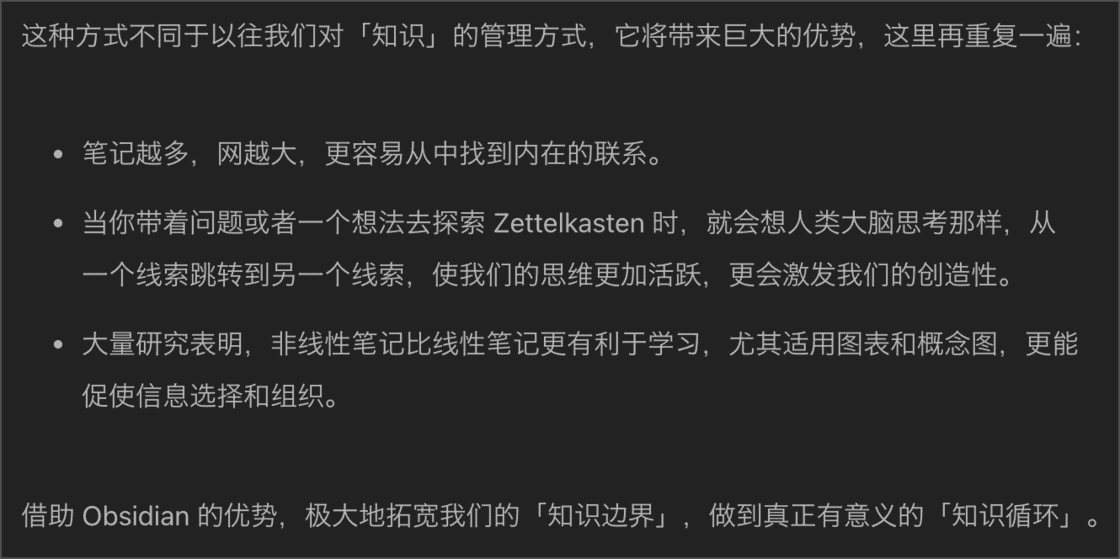 这种方式不同于以往我们对「知识」的管理方式，它将带来巨大的优势，这里再重复一遍：
• 笔记越多，网越大，更容易从中找到内在的联系。
• 当你带着问题或者一个想法去探索 Zettelkasten 时，就会想人类大脑思考那样，从
一个线索跳转到另一个线索，使我们的思维更加活跃，更会激发我们的创造性。
• 大量研究表明，非线性笔记比线性笔记更有利于学习，尤其适用图表和概念图，更能
促使信息选择和组织。
借助 Obsidian 的优势，极大地拓宽我们的「知识边界」，做到真正有意义的「知识循环」。